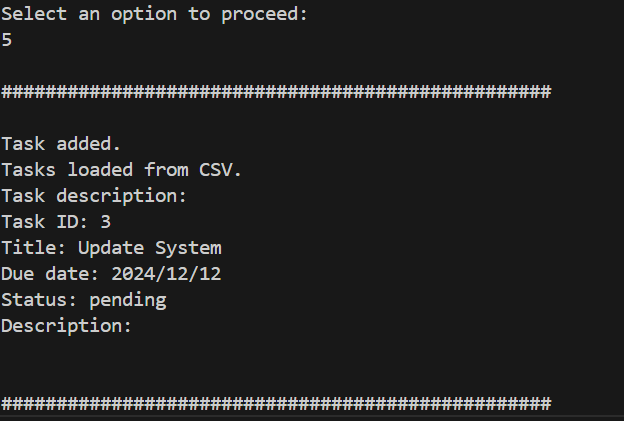 Select an option to proceed:
5
##################################################
Task added.
Tasks loaded from CSV.
Task description:
Task ID: 3
Title: Update System
Due date: 2024/12/12
Status: pending
Description:
##################################################